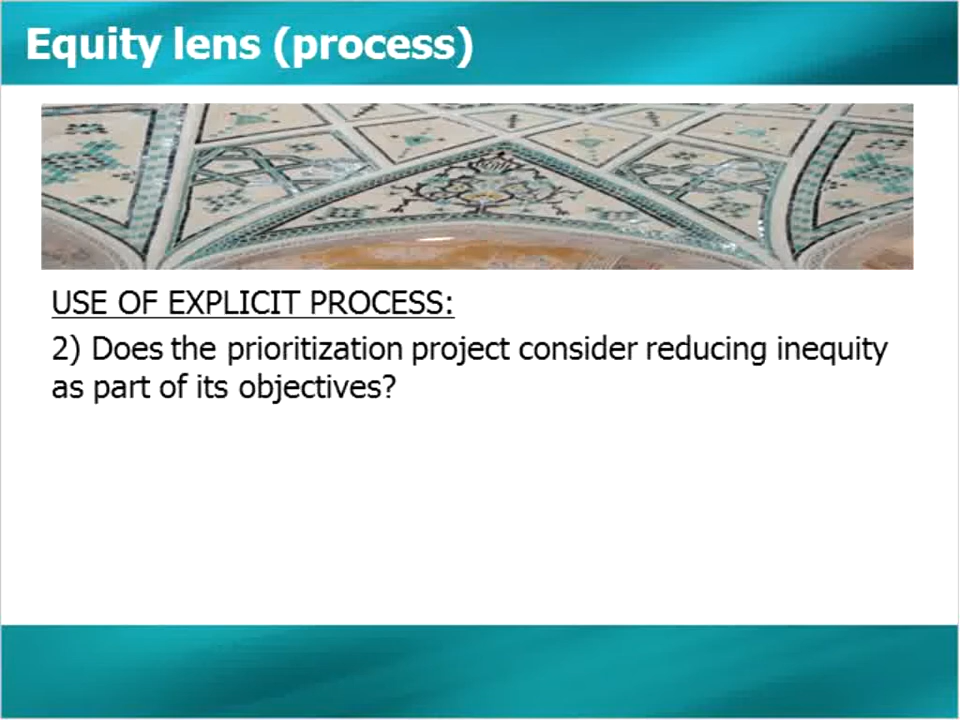 Equity lens (process)
USE OF EXPLICIT PROCESS:
2) Does the prioritization project consider reducing inequity
as part of its objectives?